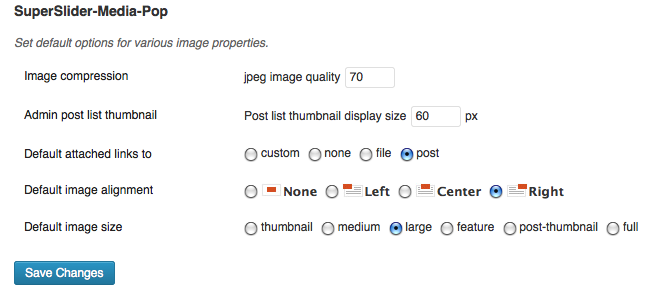 SuperSlider-Media-Pop
Set default options for various image properties.
Image compression jpeg image quality 70
Admin post list thumbnail Post list thumbnail display size 60 px
Default attached links to custom none file post
Default image alignment None Left Center Right
Default image size thumbnail medium large feature post-thumbnail full
Save Changes